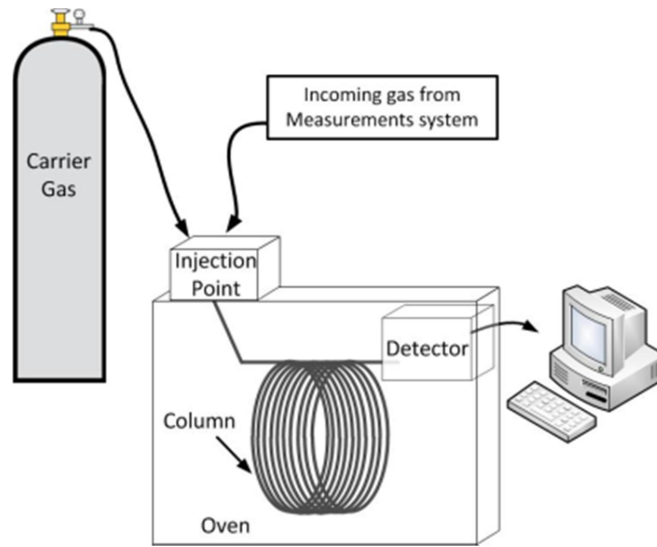 Carrier
Gas
Incoming gas from
Measurements system
Injection
Point
Detector
Column
Oven